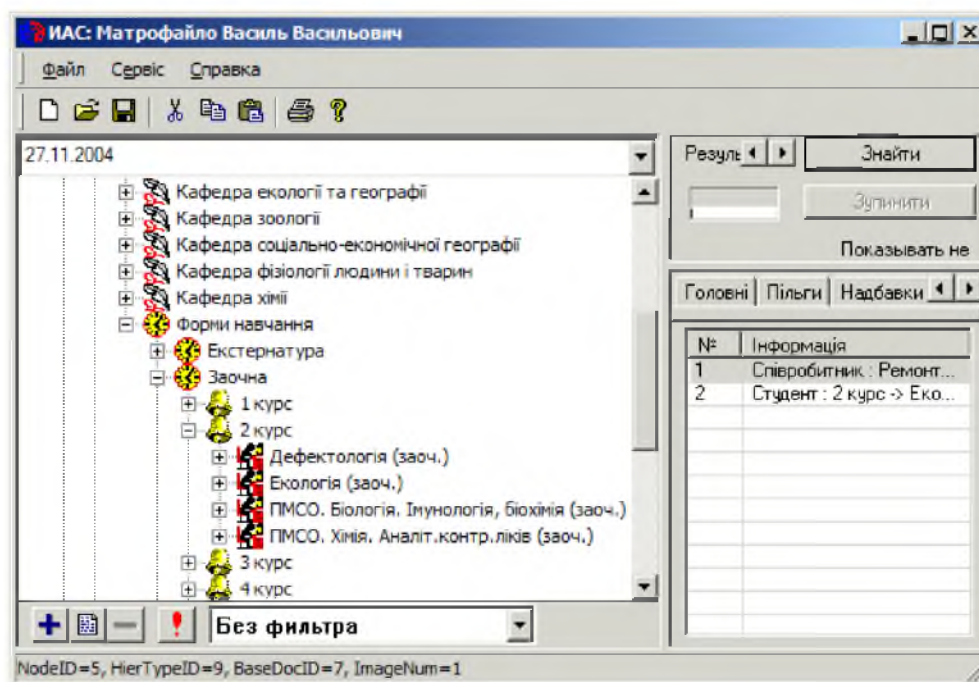 ИАС: Матрофайло Василь Васильович
Файл Сервіс Справка
27.11.2004
Кафедра екології та географії
Кафедра зоології
Кафедра соціально-економічної географії
Кафедра фізіології людини і тварин
Кафедра хімії
Форми навчання
Екстернатура
Заочна
1 курс
2 курс
Дефектологія (заоч.)
Екологія (заоч.)
ПМСО. Біологія. Імунологія, біохімія (заоч.)
ПМСО. Хімія. Аналіт.контр.ліків (заоч.)
3 курс
4 курс
Без фильтра
Резуль Знайти
Зупинити
Показывать не
Головні Пільги Надбавки
№ Інформація
1 Співробитник : Ремонт...
2 Студент : 2 курс -> Еко...
NodeID=5, HierTypeID=9, BaseDocID=7, ImageNum=1